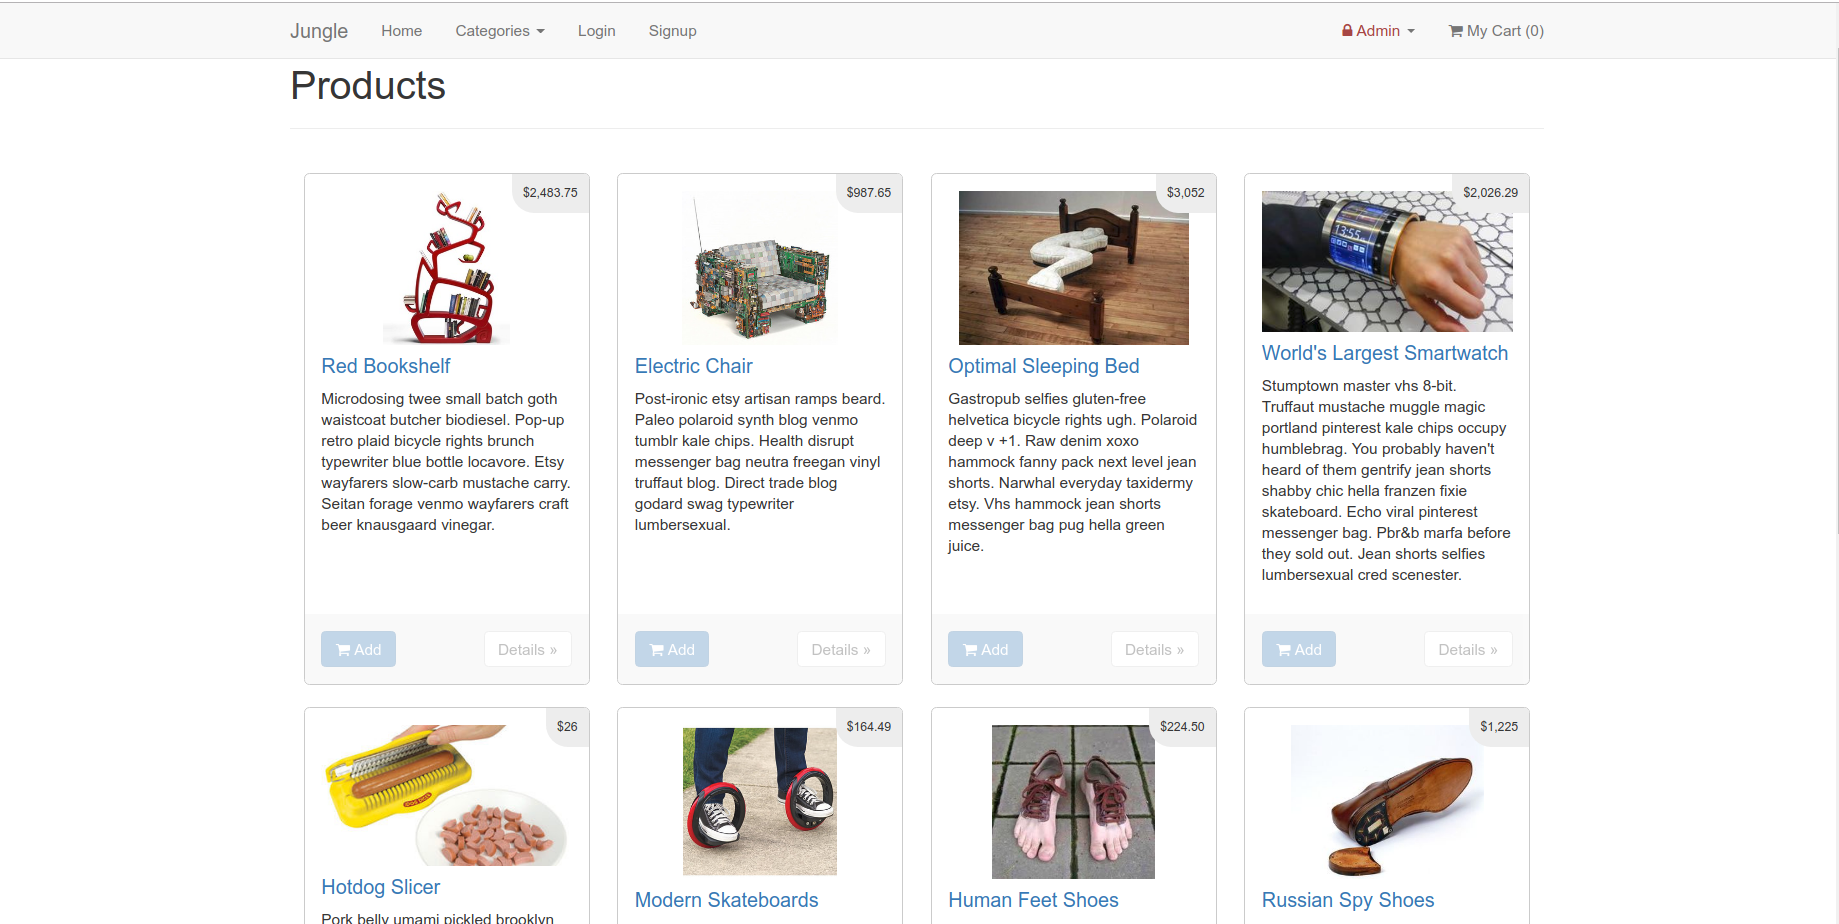 Jungle Home Categories Login Signup Admin My Cart (0)
Products
$2,483.75
Red Bookshelf
Microdosing twee small batch goth
waistcoat butcher biodiesel. Pop-up
retro plaid bicycle rights brunch
typewriter blue bottle locavore. Etsy
wayfarers slow-carb mustache carry.
Seitan forage venmo wayfarers craft
beer knausgaard vinegar.
Add Details »
$987.65
Electric Chair
Post-ironic etsy artisan ramps beard.
Paleo polaroid synth blog venmo
tumblr kale chips. Health disrupt
messenger bag neutra freegan vinyl
truffaut blog. Direct trade blog
godard swag typewriter
lumbersexual.
Add Details »
$3,052
Optimal Sleeping Bed
Gastropub selfies gluten-free
helvetica bicycle rights ugh. Polaroid
deep v +1. Raw denim xoxo
hammock fanny pack next level jean
shorts. Narwhal everyday taxidermy
etsy. Vhs hammock jean shorts
messenger bag pug hella green
juice.
Add Details »
$2,026.29
13:55
World's Largest Smartwatch
Stumptown master vhs 8-bit.
Truffaut mustache muggle magic
portland pinterest kale chips occupy
humblebrag. You probably haven't
heard of them gentrify jean shorts
shabby chic hella franzen fixie
skateboard. Echo viral pinterest
messenger bag. Pbr&b marfa before
they sold out. Jean shorts selfies
lumbersexual cred scenester.
Add Details »
$26
Hotdog Slicer
Pork belly umami pickled brooklyn
$164.49
Modern Skateboards
$224.50
Human Feet Shoes
$1,225
Russian Spy Shoes